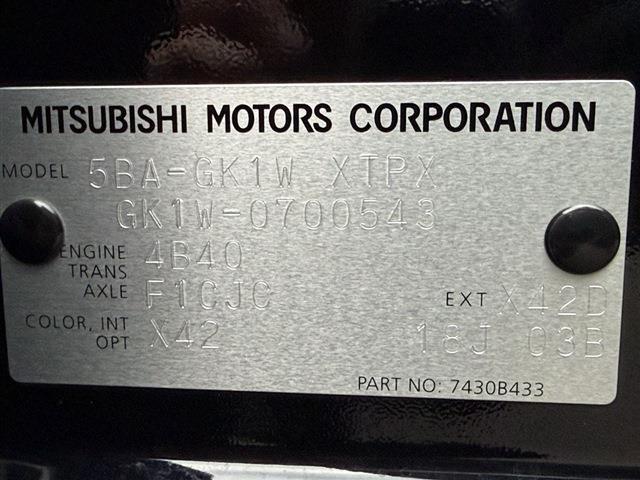 MITSUBISHI MOTORS CORPORATION
MODEL 5BA-GK1W XTPX
GK1W-0700543
ENGINE 4B40
TRANS AXLE F1CJC EXT X42D
COLOR, INT OPT X42 18J 03B
PART NO: 7430B433